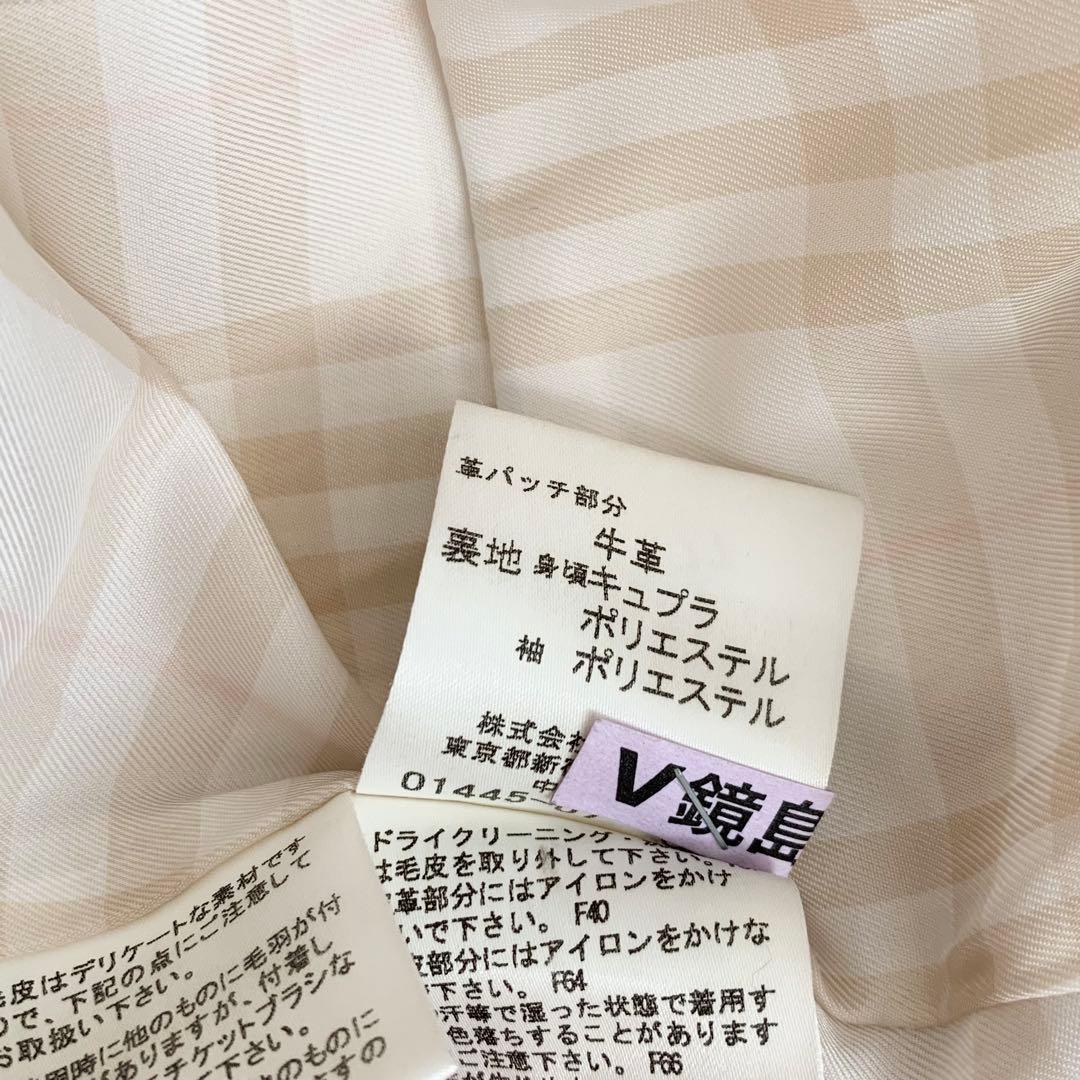 革パッチ部分
牛革
裏地 身頃 キュプラ
ポリエステル
袖 ポリエステル
株式会
東京都新
01445-
V鏡島
ドライクリーニング・
は毛皮を取り外して下さい。
革部分にはアイロンをかけ
いで下さい。 F40
皮部分にはアイロンをかけな
下さい。 F64
汗等で湿った状態で着用す
色落ちすることがあります
ご注意下さい。 F66
毛皮はデリケートな素材です
ので、下記の点にご注意して
お取扱い下さい。
着用時に他のものに毛羽が付
がありますが、付着し
エチケットブラシな
て下さい。
のものに
ますの